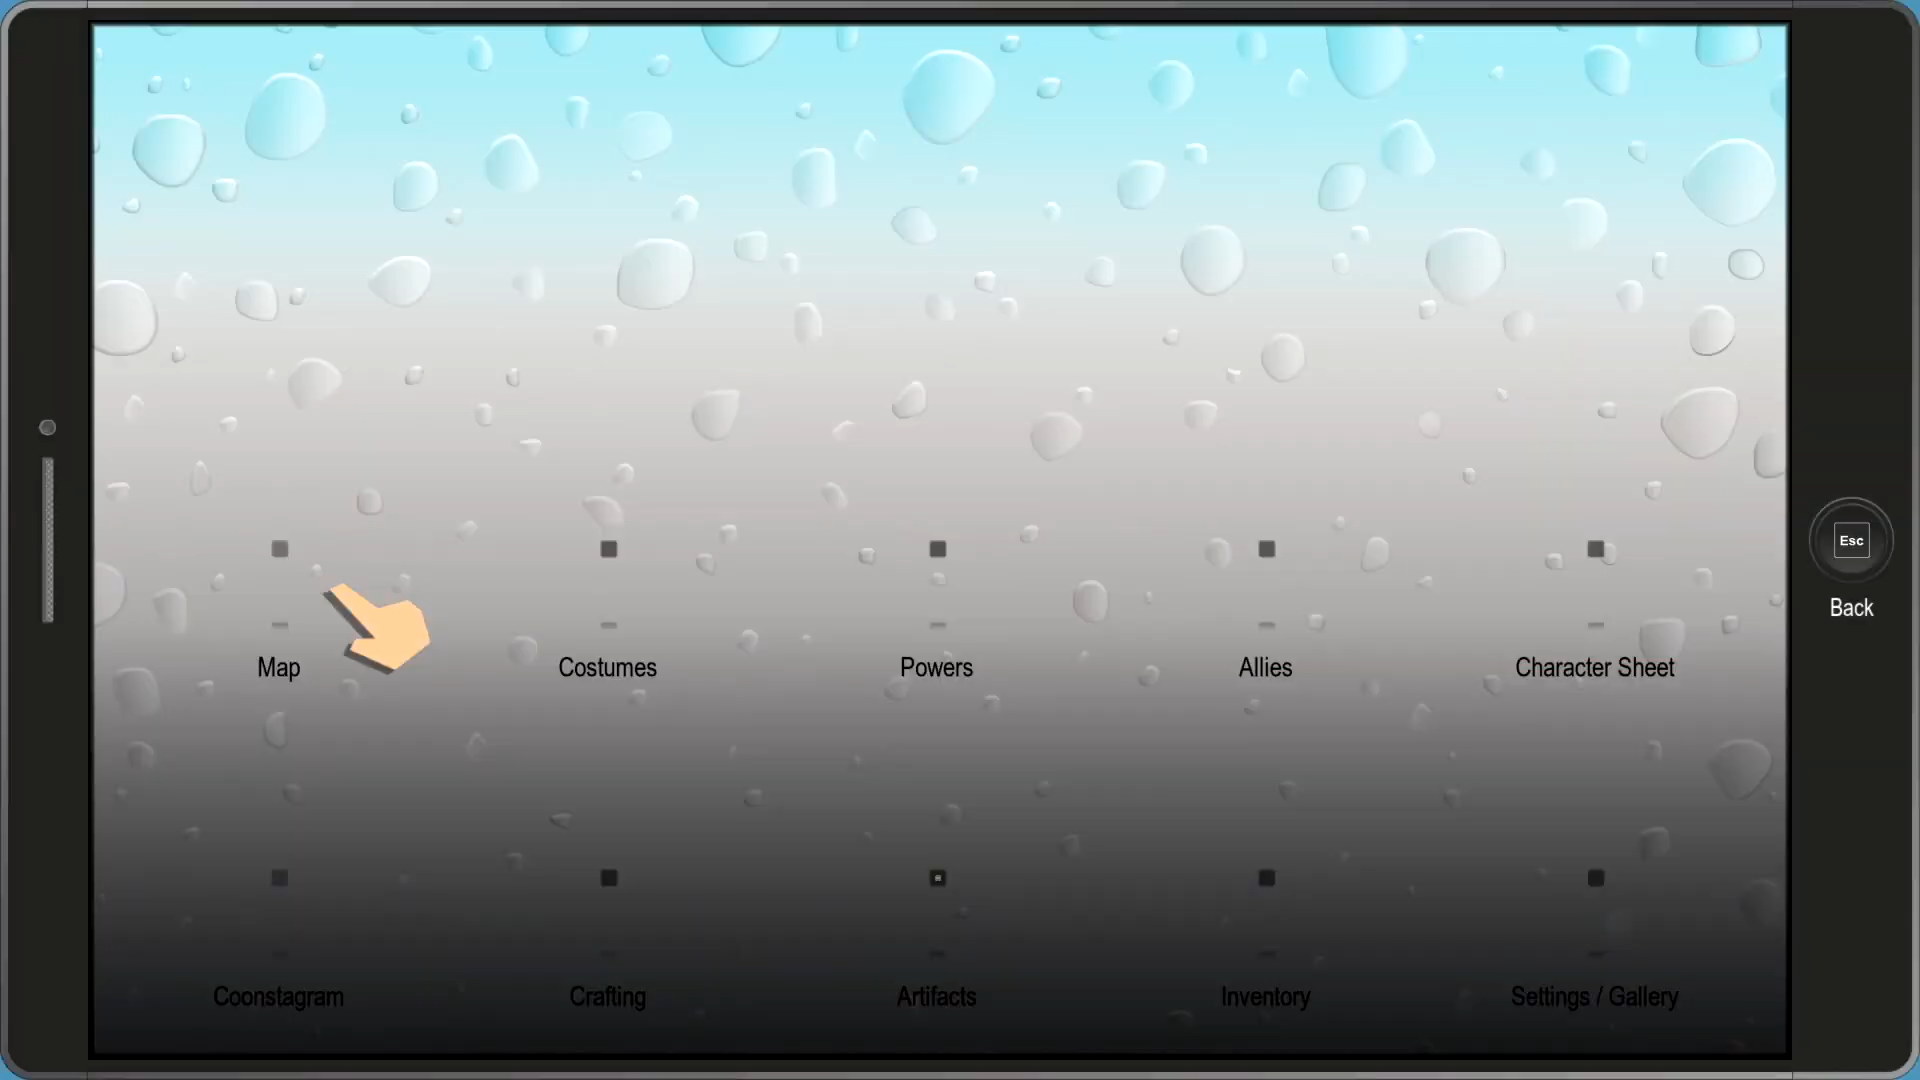 Esc
Back
Map
Costumes
Powers
Allies
Character Sheet
Coonstagram
Crafting
Artifacts
Inventory
Settings / Gallery